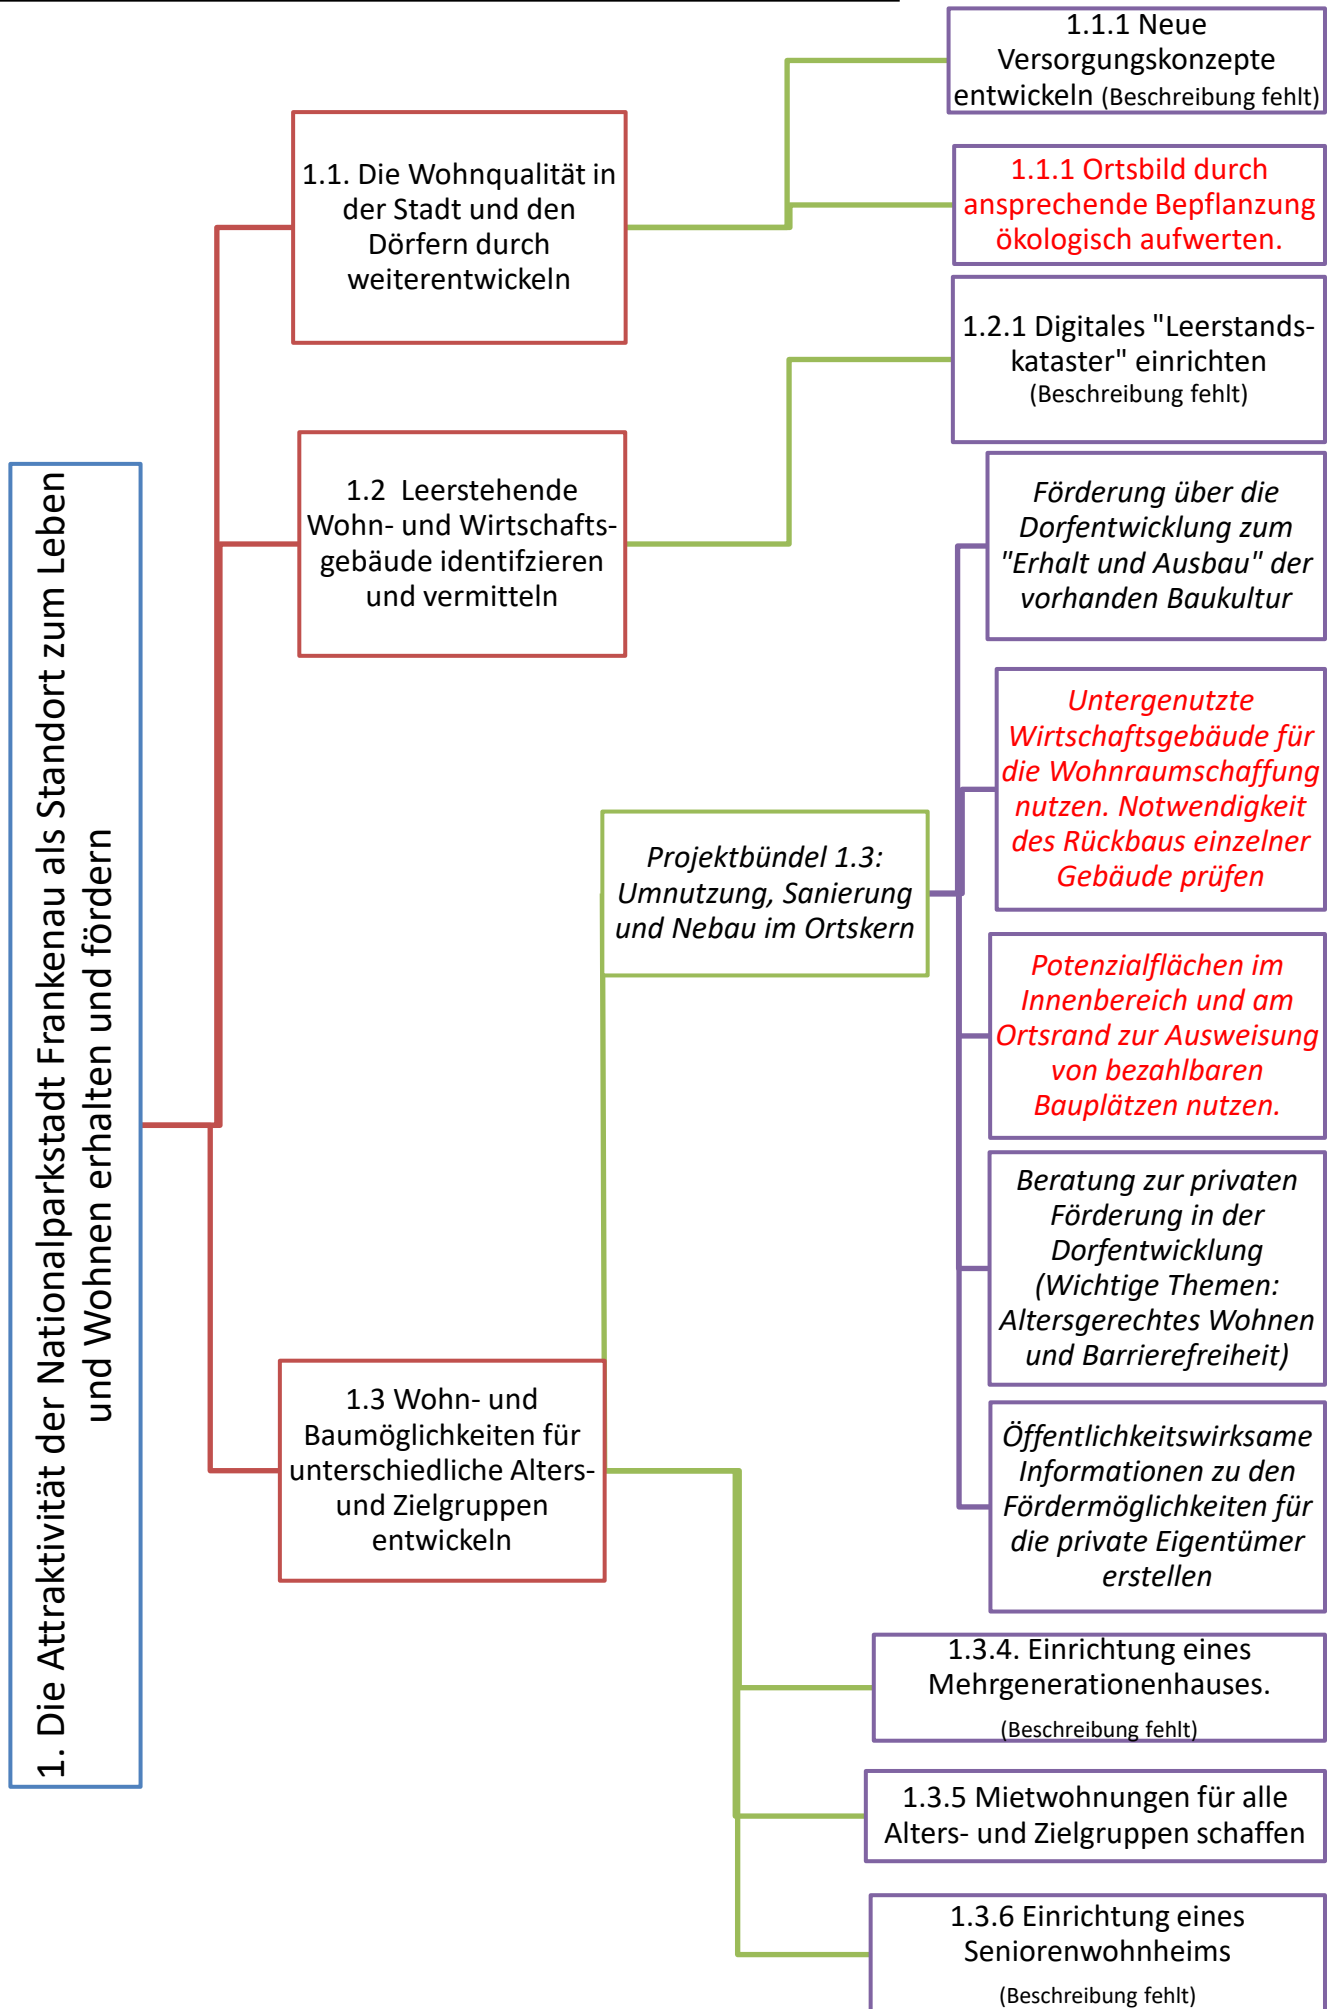 1. Die Attraktivität der Nationalparkstadt Frankenau als Standort zum Leben
und Wohnen erhalten und fördern
1.1. Die Wohnqualität in
der Stadt und den
Dörfern durch
weiterentwickeln
1.1.1 Neue
Versorgungskonzepte
entwickeln (Beschreibung fehlt)
1.1.1 Ortsbild durch
ansprechende Bepflanzung
ökologisch aufwerten.
1.2  Leerstehende
Wohn- und Wirtschafts-
gebäude identifzieren
und vermitteln
1.2.1 Digitales "Leerstands-
kataster" einrichten
(Beschreibung fehlt)
1.3 Wohn- und
Baumöglichkeiten für
unterschiedliche Alters-
und Zielgruppen
entwickeln
Projektbündel 1.3:
Umnutzung, Sanierung
und Nebau im Ortskern
Förderung über die
Dorfentwicklung zum
"Erhalt und Ausbau" der
vorhanden Baukultur
Untergenutzte
Wirtschaftsgebäude für
die Wohnraumschaffung
nutzen. Notwendigkeit
des Rückbaus einzelner
Gebäude prüfen
Potenzialflächen im
Innenbereich und am
Ortsrand zur Ausweisung
von bezahlbaren
Bauplätzen nutzen.
Beratung zur privaten
Förderung in der
Dorfentwicklung
(Wichtige Themen:
Altersgerechtes Wohnen
und Barrierefreiheit)
Öffentlichkeitswirksame
Informationen zu den
Fördermöglichkeiten für
die private Eigentümer
erstellen
1.3.4. Einrichtung eines
Mehrgenerationenhauses.
(Beschreibung fehlt)
1.3.5 Mietwohnungen für alle
Alters- und Zielgruppen schaffen
1.3.6 Einrichtung eines
Seniorenwohnheims
(Beschreibung fehlt)